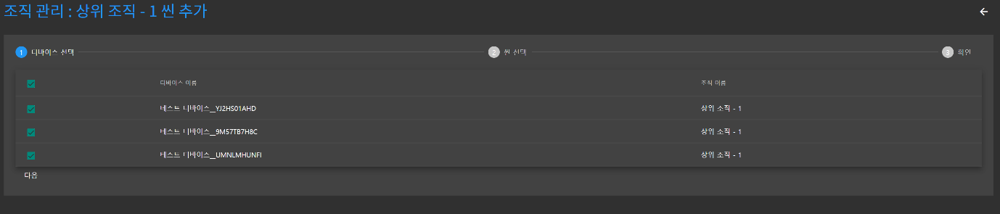 조직 관리 : 상위 조직 - 1 씬 추가
1 디바이스 선택 2 씬 선택 3 확인
디바이스 이름 조직 이름
테스트 디바이스__YJ2HS01AHD 상위 조직 - 1
테스트 디바이스__9M57TB7H8C 상위 조직 - 1
테스트 디바이스__UMNLMHUNFI 상위 조직 - 1
다음